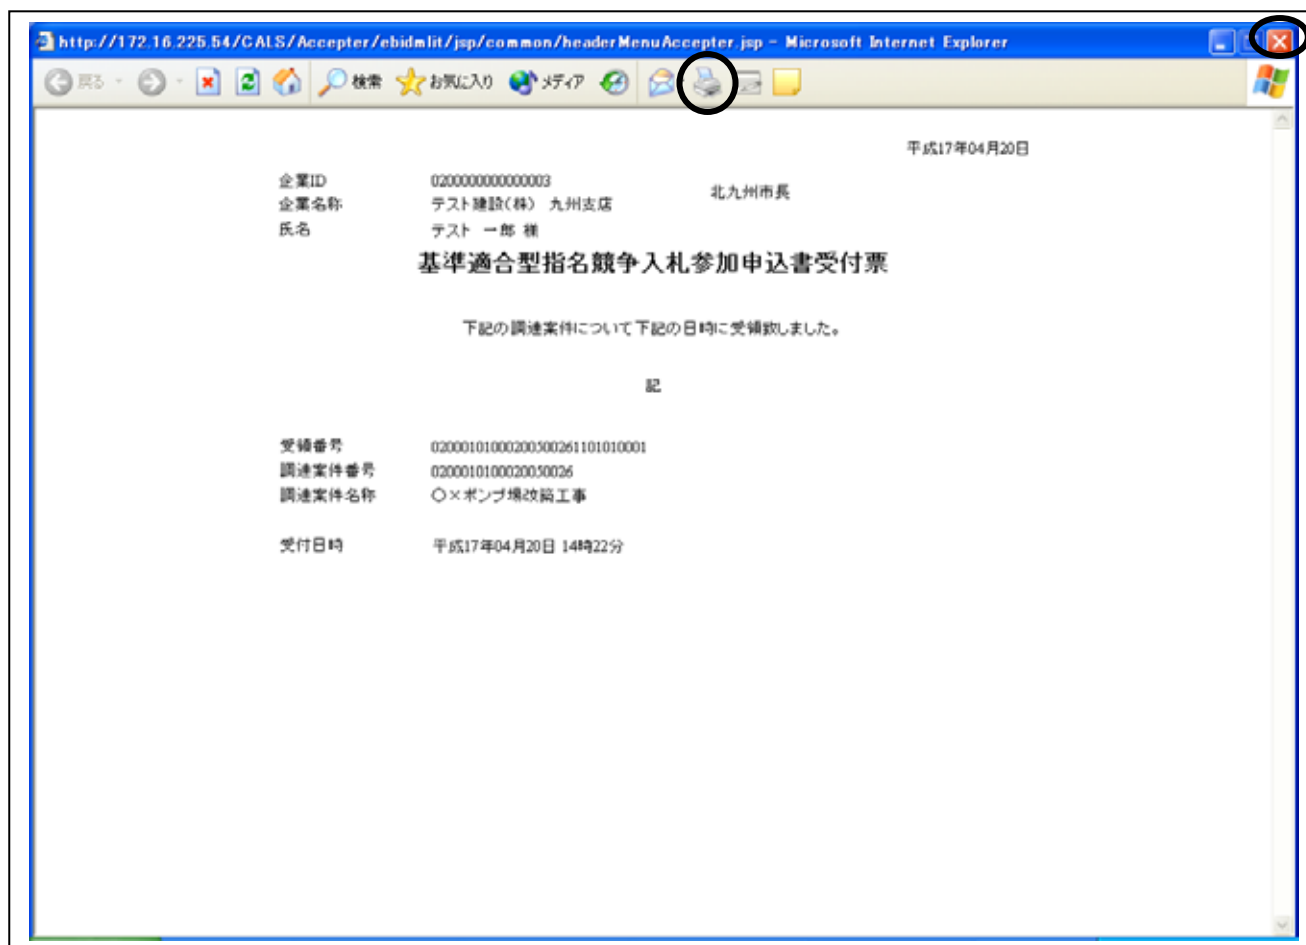 http://172.16.225.54/CALS/Accepter/ebidmlit/jsp/common/headerMenuAccepter.jsp - Microsoft Internet Explorer
戻る 検索 お気に入り メディア
平成17年04月20日
企業ID 0200000000000003 北九州市長
企業名称 テスト建設(株) 九州支店
氏名 テスト 一郎 様
基準適合型指名競争入札参加申込書受付票
下記の調達案件について下記の日時に受領致しました。
記
受領番号 02000101000200500261101010001
調達案件番号 0200010100020050026
調達案件名称 ○×ポンプ場改築工事
受付日時 平成17年04月20日 14時22分